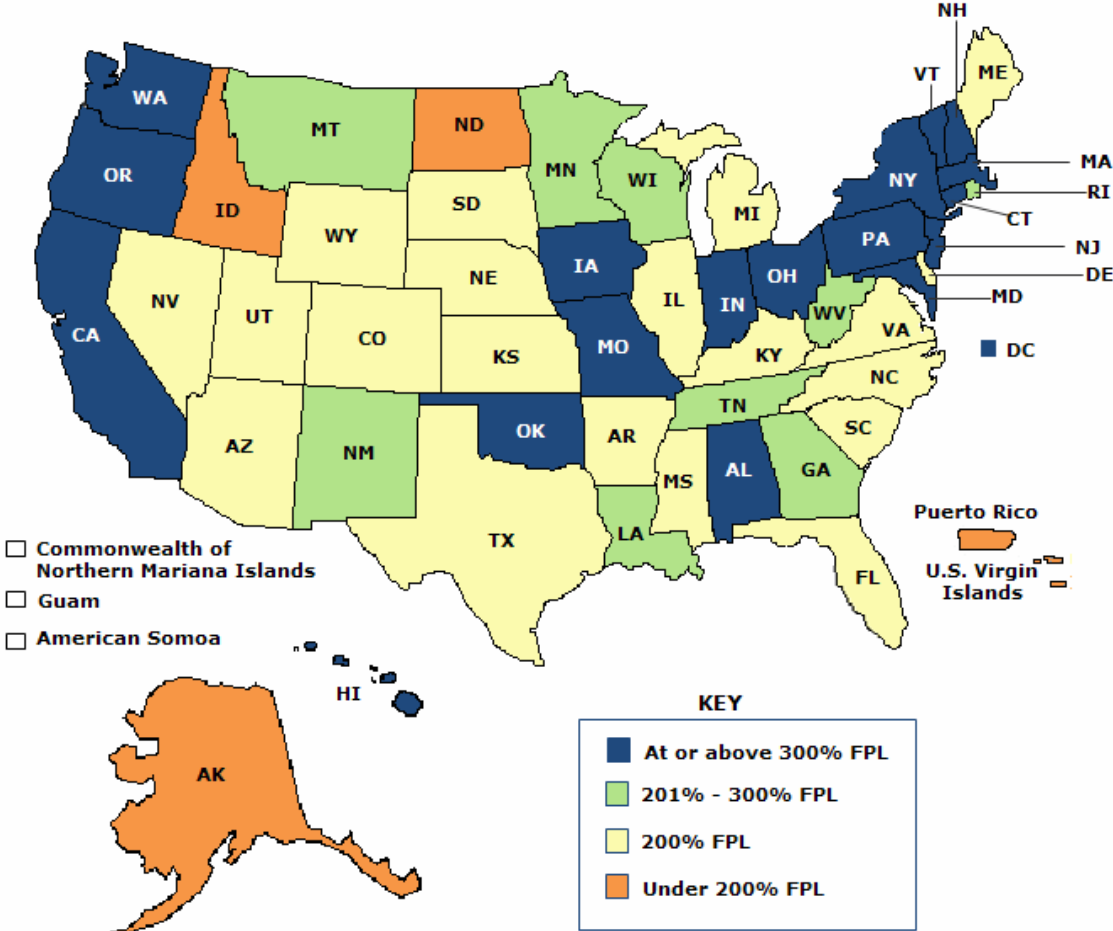 NH
VT
ME
WA
MT
ND
MN
OR
ID
SD
WI
MI
NY
MA
RI
CT
WY
IA
PA
NJ
NE
OH
DE
NV
UT
IL
IN
MD
WV
CA
CO
KS
MO
KY
VA
DC
NC
TN
AZ
NM
OK
AR
SC
AL
GA
MS
LA
TX
FL
Puerto Rico
U.S. Virgin
Islands
Commonwealth of
Northern Mariana Islands
Guam
American Somoa
HI
AK
KEY
At or above 300% FPL
201% - 300% FPL
200% FPL
Under 200% FPL